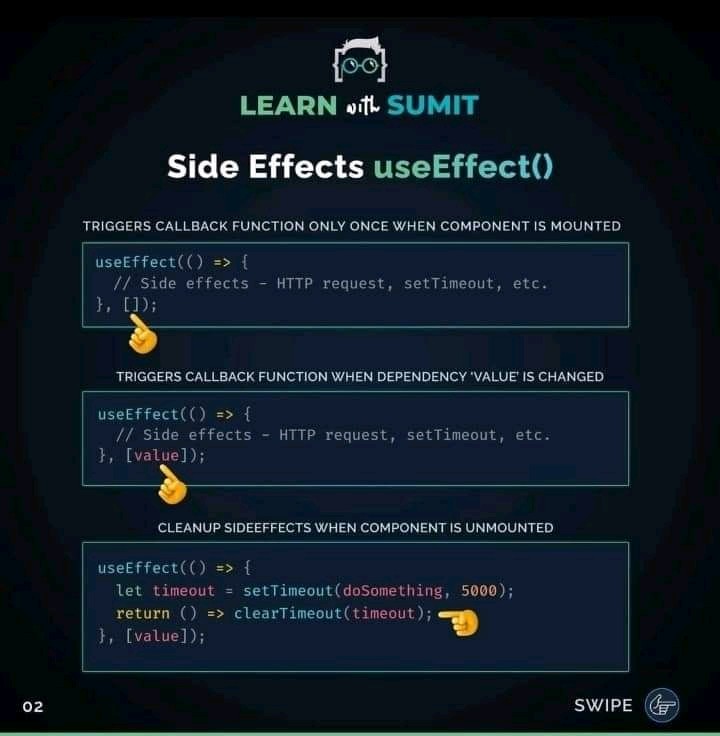 LEARN with SUMIT
Side Effects useEffect()
TRIGGERS CALLBACK FUNCTION ONLY ONCE WHEN COMPONENT IS MOUNTED
useEffect(() => {
  // Side effects - HTTP request, setTimeout, etc.
}, []);
TRIGGERS CALLBACK FUNCTION WHEN DEPENDENCY 'VALUE' IS CHANGED
useEffect(() => {
  // Side effects - HTTP request, setTimeout, etc.
}, [value]);
CLEANUP SIDEEFFECTS WHEN COMPONENT IS UNMOUNTED
useEffect(() => {
  let timeout = setTimeout(doSomething, 5000);
  return () => clearTimeout(timeout);
}, [value]);
02
SWIPE